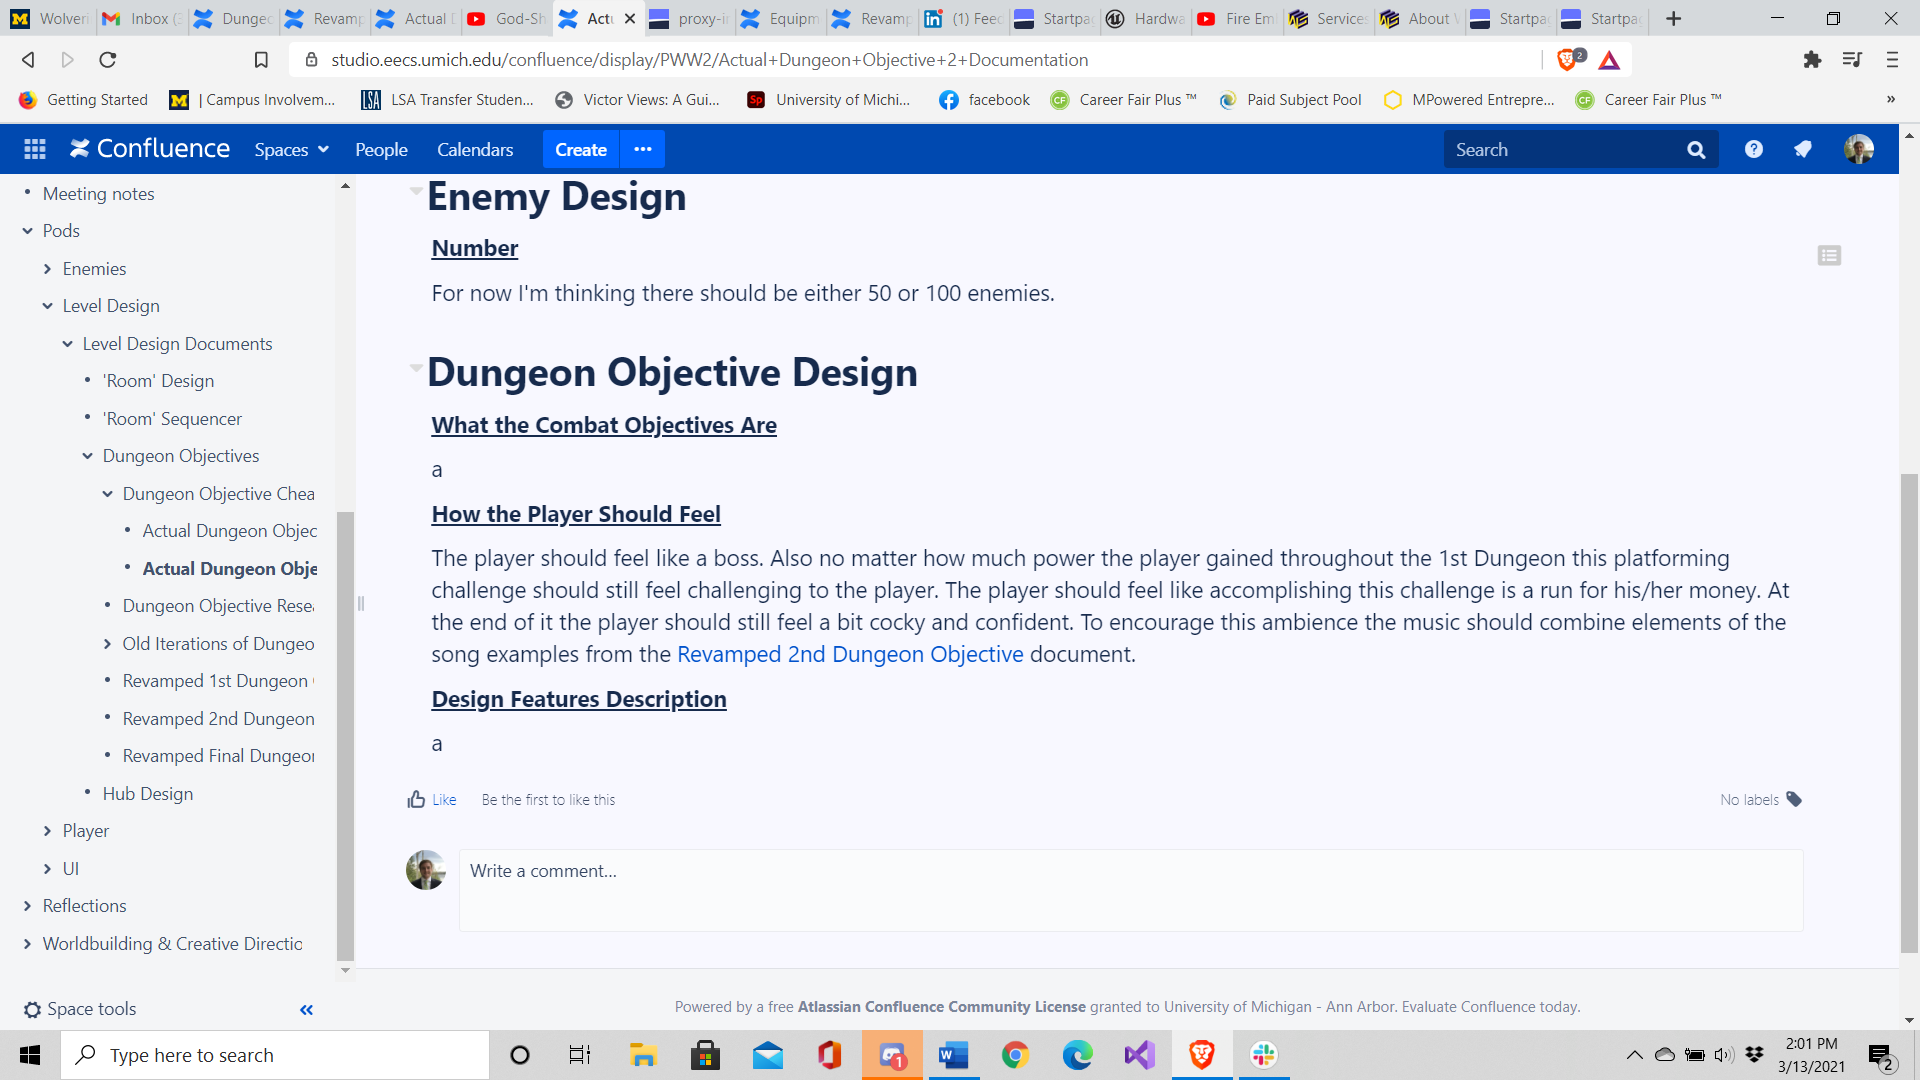 Wolveri
Inbox (3
Dungeo
Revamp
Actual D
God-Sh
Actu
proxy-in
Equipm
Revamp
(1) Feed
Startpa
Hardwa
Fire Em
Services
About V
Startpa
Startpa
studio.eecs.umich.edu/confluence/display/PWW2/Actual+Dungeon+Objective+2+Documentation
2
Getting Started
| Campus Involvem...
LSA Transfer Studen...
Victor Views: A Gui...
University of Michi...
facebook
Career Fair Plus ™
Paid Subject Pool
MPowered Entrepre...
Career Fair Plus ™
»
Confluence
Spaces
People
Calendars
Create
Search
Meeting notes
Pods
Enemies
Level Design
Level Design Documents
'Room' Design
'Room' Sequencer
Dungeon Objectives
Dungeon Objective Chea
Actual Dungeon Objec
Actual Dungeon Obje
Dungeon Objective Resea
Old Iterations of Dungeo
Revamped 1st Dungeon
Revamped 2nd Dungeon
Revamped Final Dungeon
Hub Design
Player
UI
Reflections
Worldbuilding & Creative Directio
Space tools
Enemy Design
Number
For now I'm thinking there should be either 50 or 100 enemies.
Dungeon Objective Design
What the Combat Objectives Are
a
How the Player Should Feel
The player should feel like a boss. Also no matter how much power the player gained throughout the 1st Dungeon this platforming
challenge should still feel challenging to the player. The player should feel like accomplishing this challenge is a run for his/her money. At
the end of it the player should still feel a bit cocky and confident. To encourage this ambience the music should combine elements of the
song examples from the Revamped 2nd Dungeon Objective document.
Design Features Description
a
Like
Be the first to like this
No labels
Write a comment...
Powered by a free Atlassian Confluence Community License granted to University of Michigan - Ann Arbor. Evaluate Confluence today.
Type here to search
1
2:01 PM
3/13/2021
2